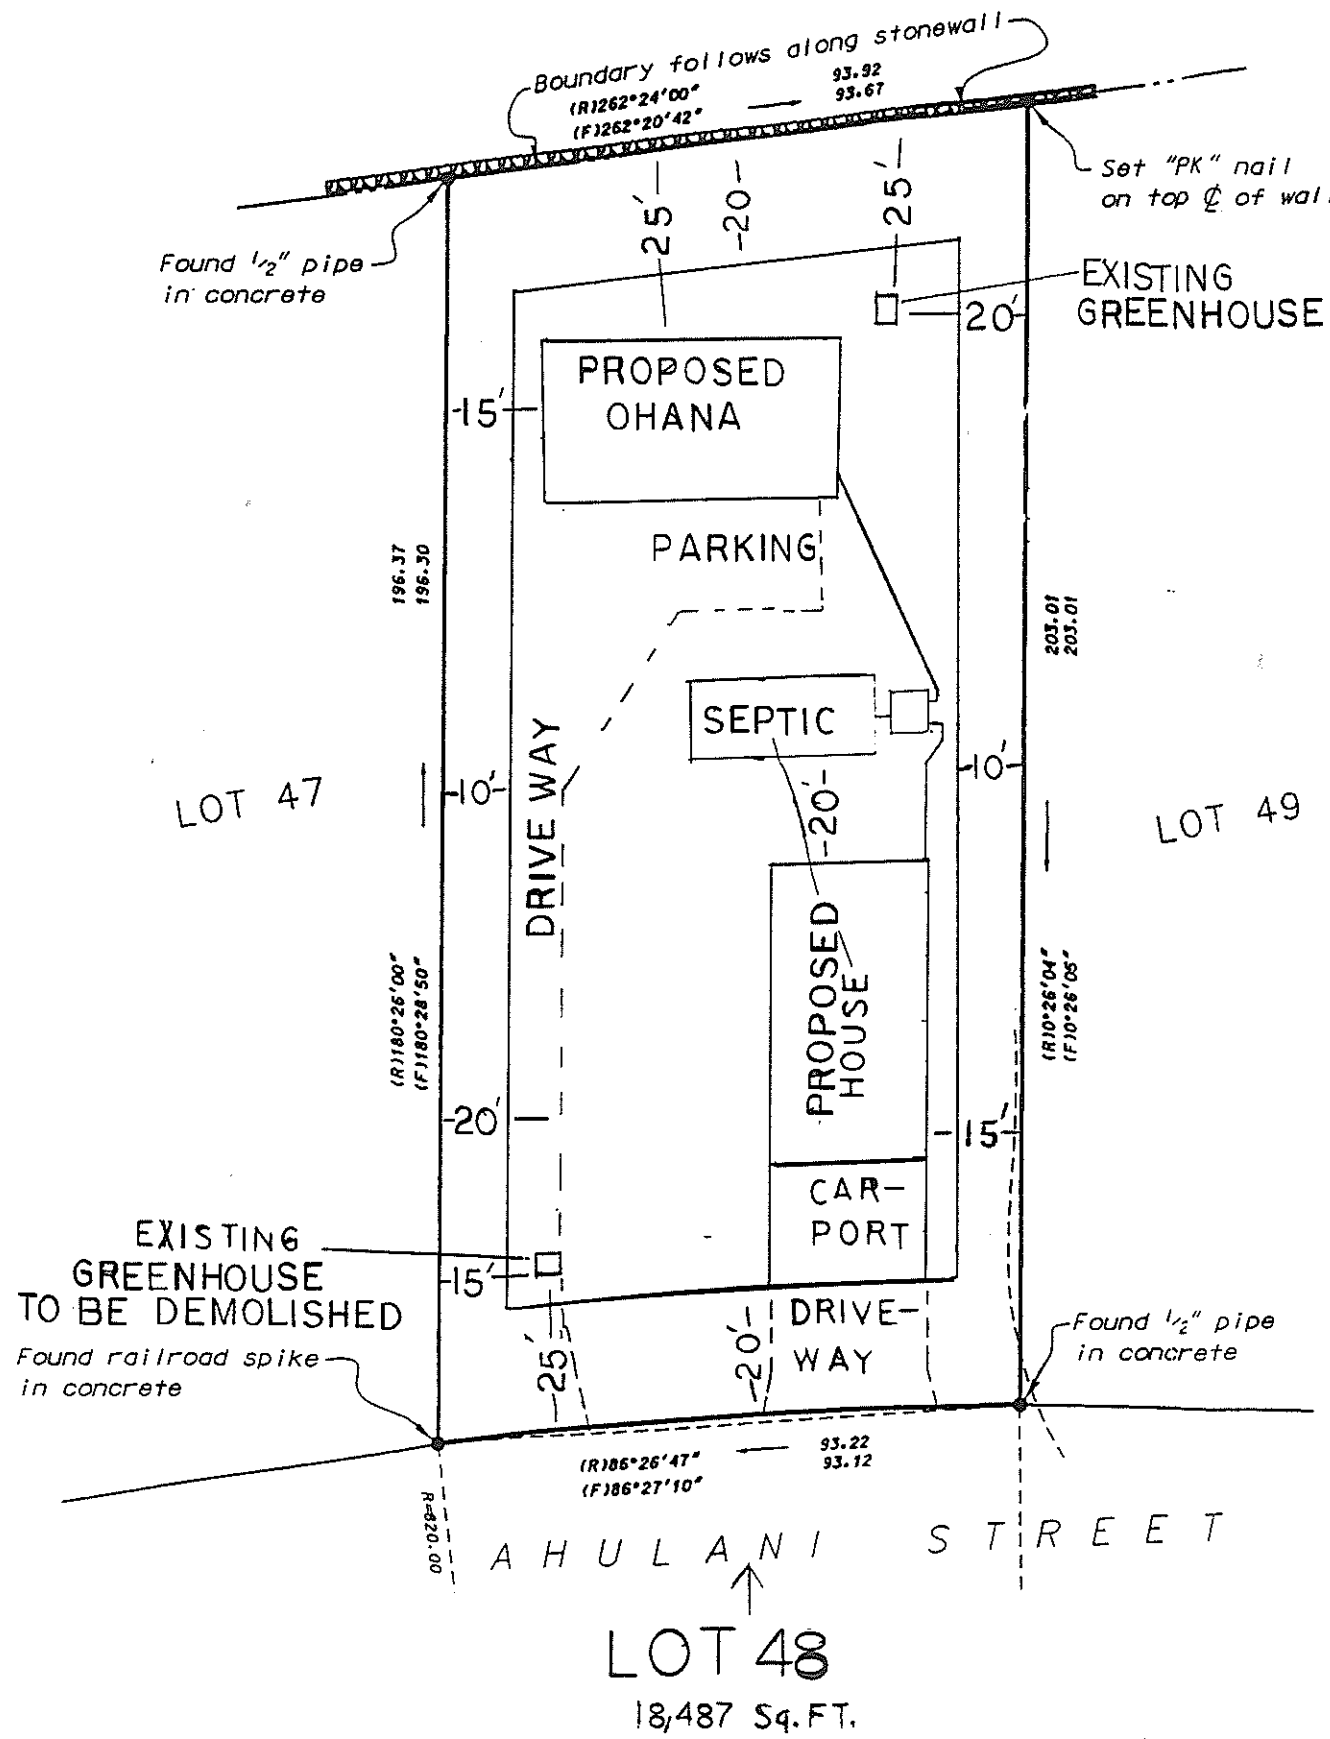 Boundary follows along stonewall
(R)262°24'00" 93.92
(F)262°20'42" 93.67
Set "PK" nail
on top ℄ of wall
Found 1/2" pipe
in concrete
25'
-20-
25'
EXISTING
GREENHOUSE
20'
PROPOSED
OHANA
15'
PARKING
196.37
196.30
203.01
203.01
SEPTIC
DRIVE WAY
LOT 47
10'
-20'-
10'
LOT 49
PROPOSED
HOUSE
(R)180°26'00"
(F)180°28'50"
(R)0°26'04"
(F)0°26'05"
20'
15'
CAR-
PORT
EXISTING
GREENHOUSE
TO BE DEMOLISHED
15'
Found railroad spike
in concrete
25'
-20'-
DRIVE-
WAY
Found 1/2" pipe
in concrete
(R)86°26'47" 93.22
(F)86°27'10" 93.12
R=820.00
AHULANI STREET
LOT 48
18,487 Sq.FT.